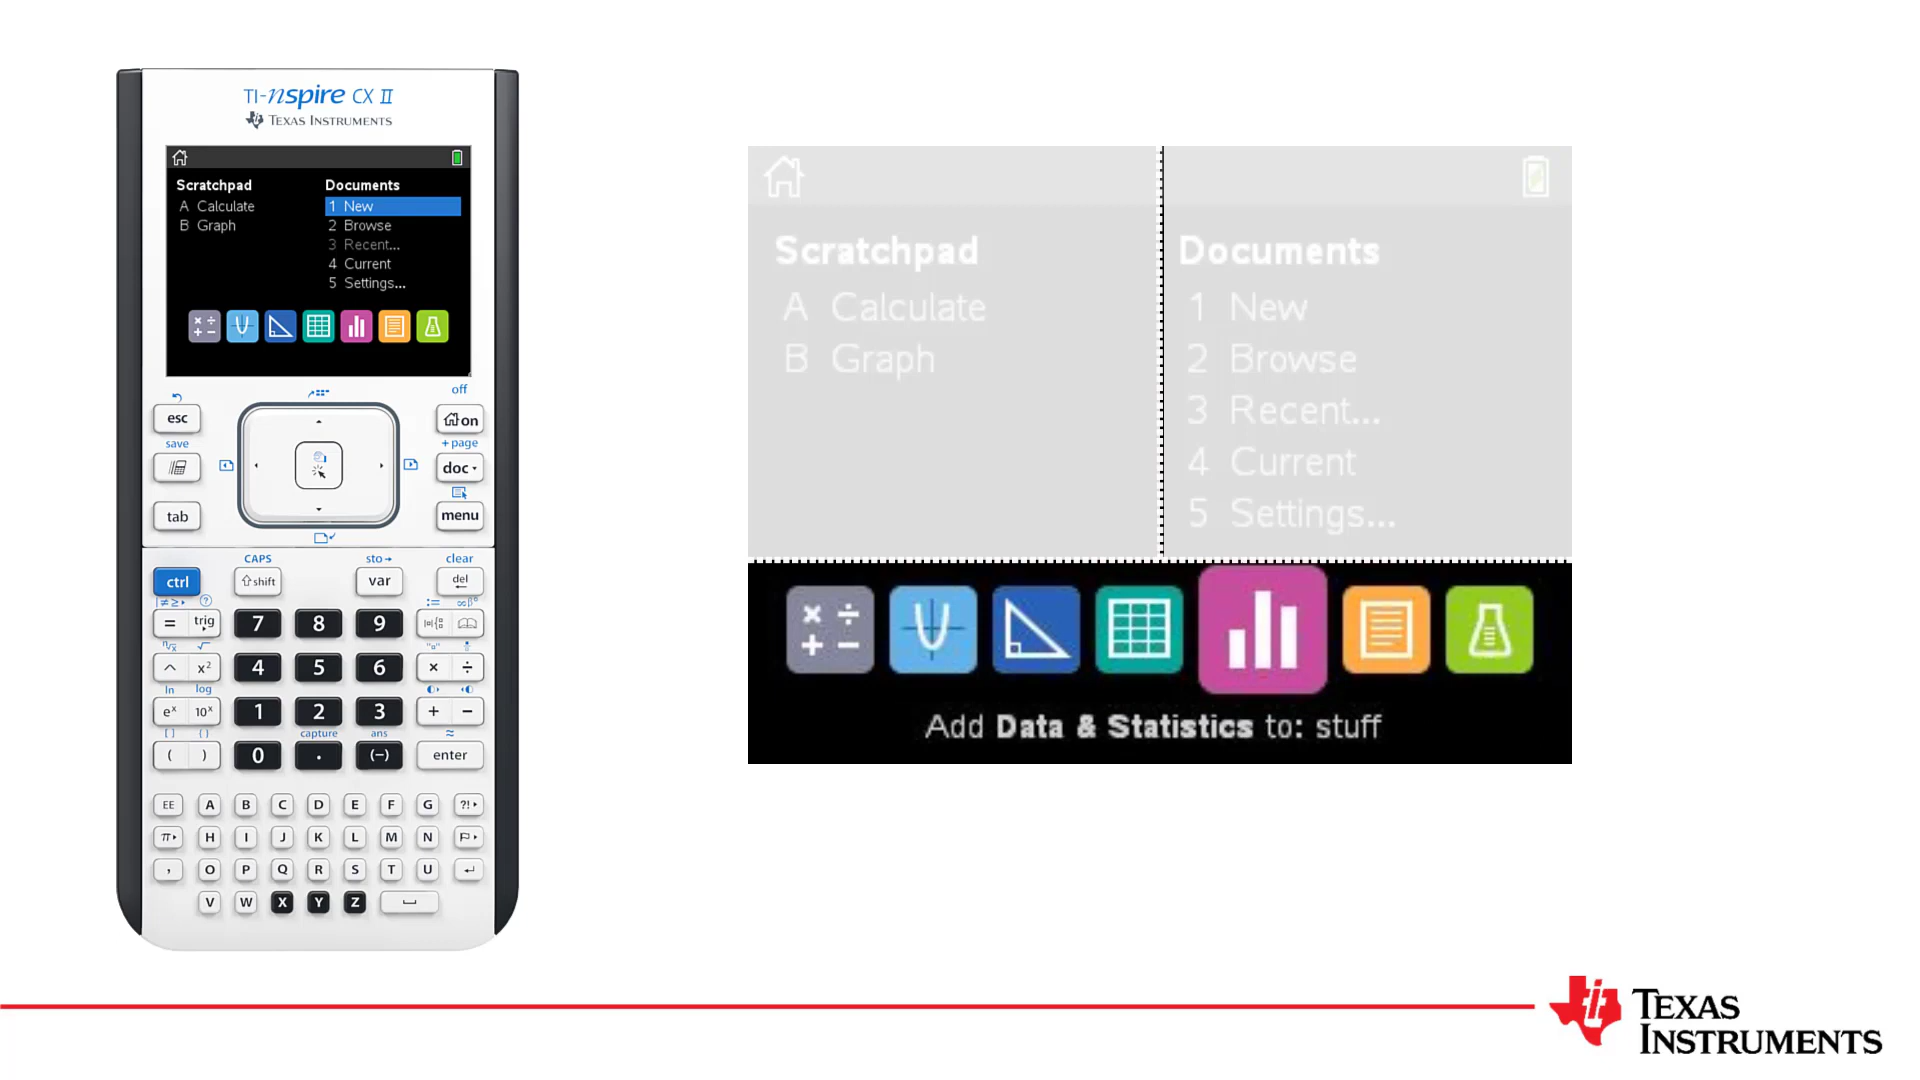 TI-nspire CX II
TEXAS INSTRUMENTS
Scratchpad
A Calculate
B Graph
Documents
1 New
2 Browse
3 Recent...
4 Current
5 Settings...
off
esc
on
save
+ page
doc
tab
menu
CAPS
sto→
clear
ctrl
⇧shift
var
del
= trig
7 8 9
^ x²
4 5 6
× ÷
ln log
eˣ 10ˣ
1 2 3
+ −
[ ] { }
capture
ans
≈
( )
0 . (−)
enter
EE A B C D E F G ?!▸
π▸ H I J K L M N
, O P Q R S T U
V W X Y Z
Scratchpad
A Calculate
B Graph
Documents
1 New
2 Browse
3 Recent...
4 Current
5 Settings...
Add Data & Statistics to: stuff
TEXAS
INSTRUMENTS